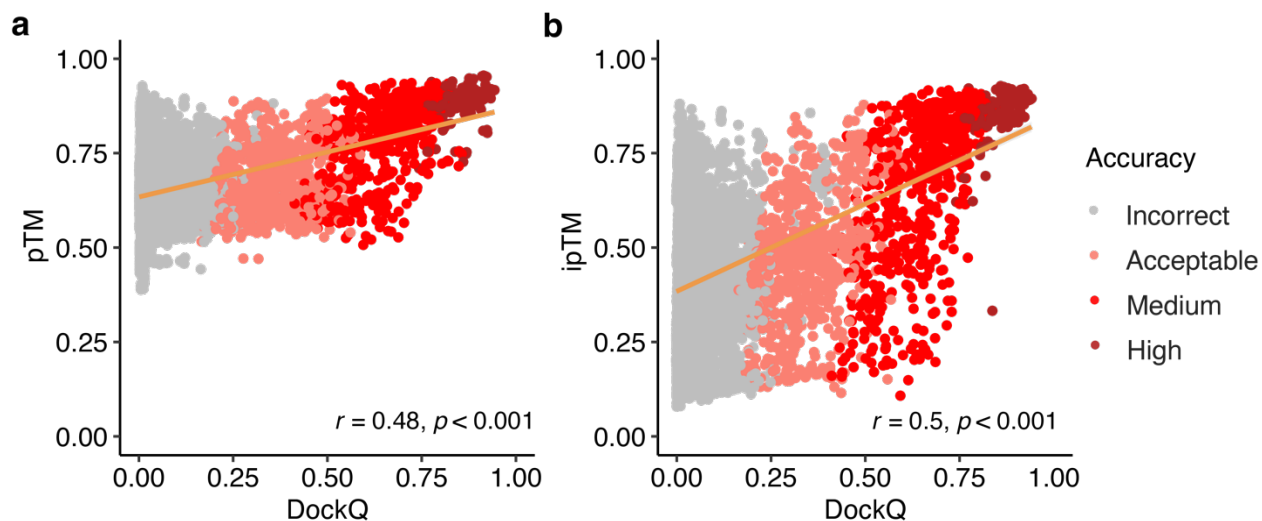 a
1.00
0.75
0.50
0.25
0.00
pTM
r = 0.48, p < 0.001
0.00 0.25 0.50 0.75 1.00
DockQ
b
1.00
0.75
0.50
0.25
0.00
ipTM
r = 0.5, p < 0.001
0.00 0.25 0.50 0.75 1.00
DockQ
Accuracy
Incorrect
Acceptable
Medium
High